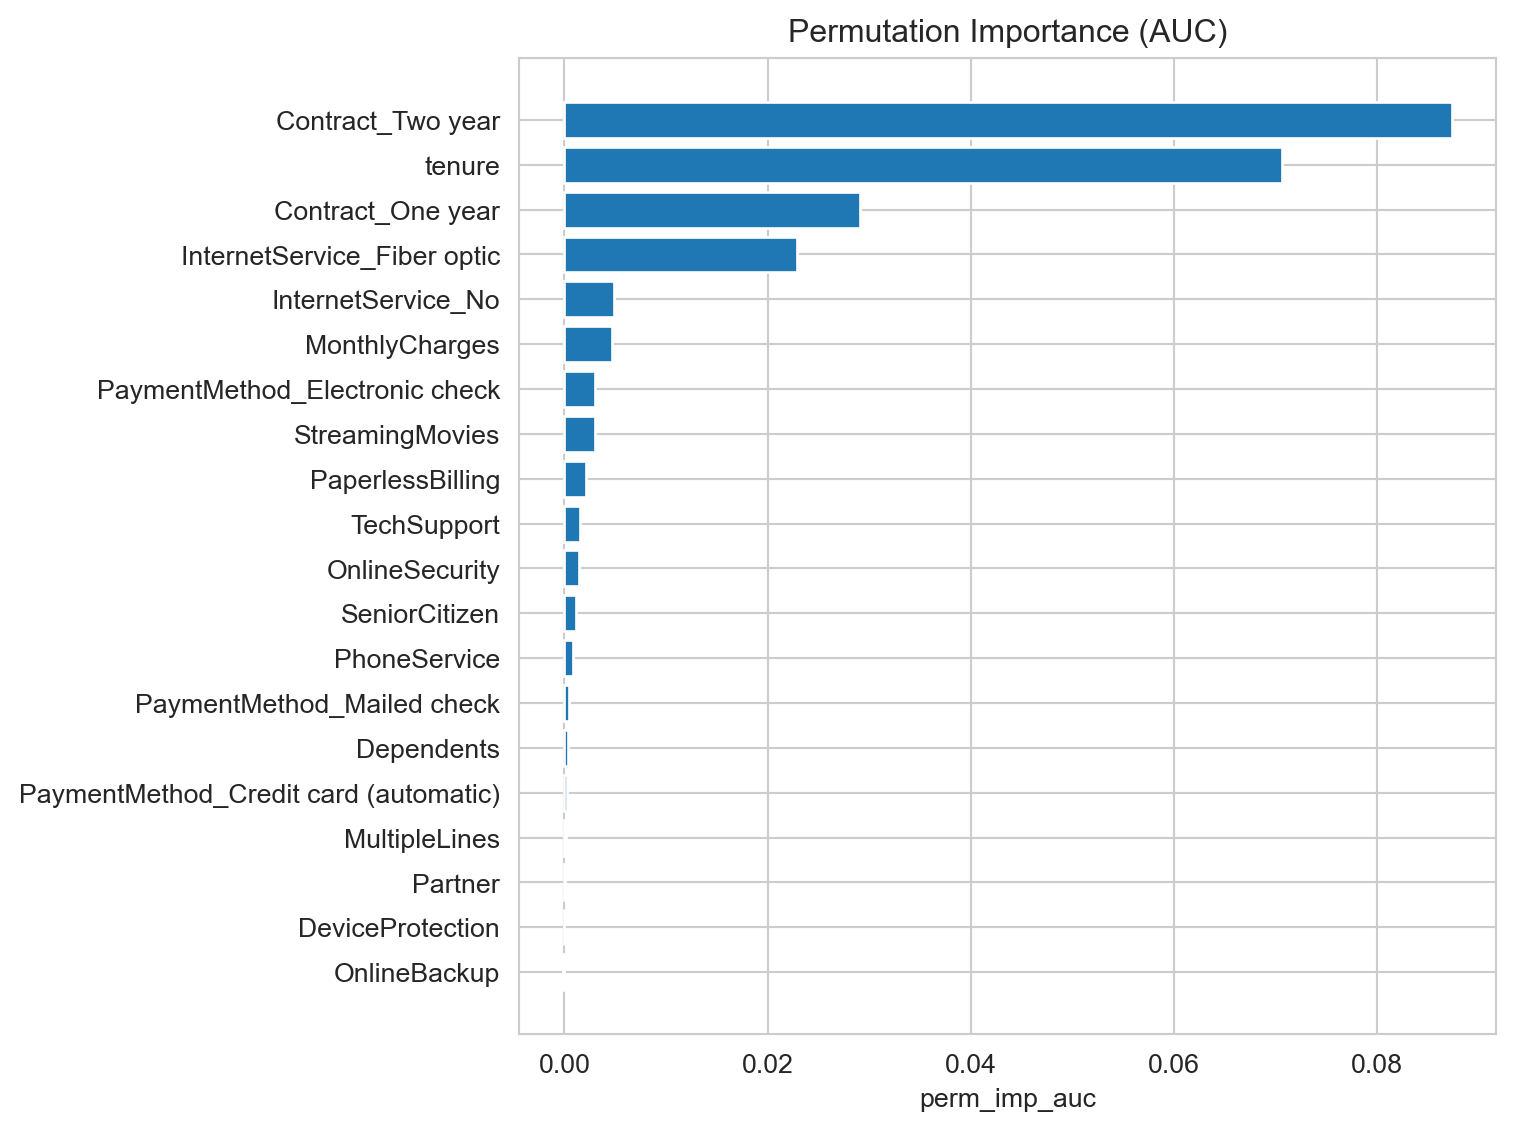 Permutation Importance (AUC)
Contract_Two year
tenure
Contract_One year
InternetService_Fiber optic
InternetService_No
MonthlyCharges
PaymentMethod_Electronic check
StreamingMovies
PaperlessBilling
TechSupport
OnlineSecurity
SeniorCitizen
PhoneService
PaymentMethod_Mailed check
Dependents
PaymentMethod_Credit card (automatic)
MultipleLines
Partner
DeviceProtection
OnlineBackup
0.00 0.02 0.04 0.06 0.08
perm_imp_auc